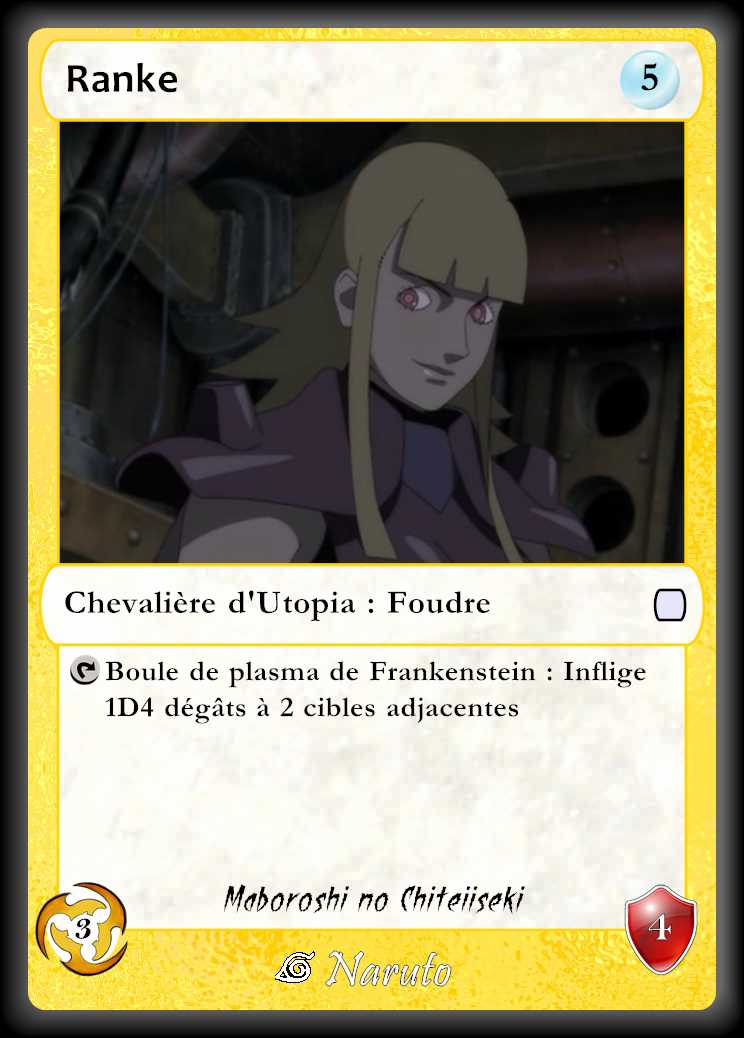 Ranke
5
Chevalière d'Utopia : Foudre
Boule de plasma de Frankenstein : Inflige
1D4 dégâts à 2 cibles adjacentes
Maboroshi no Chiteiiseki
3
4
Naruto